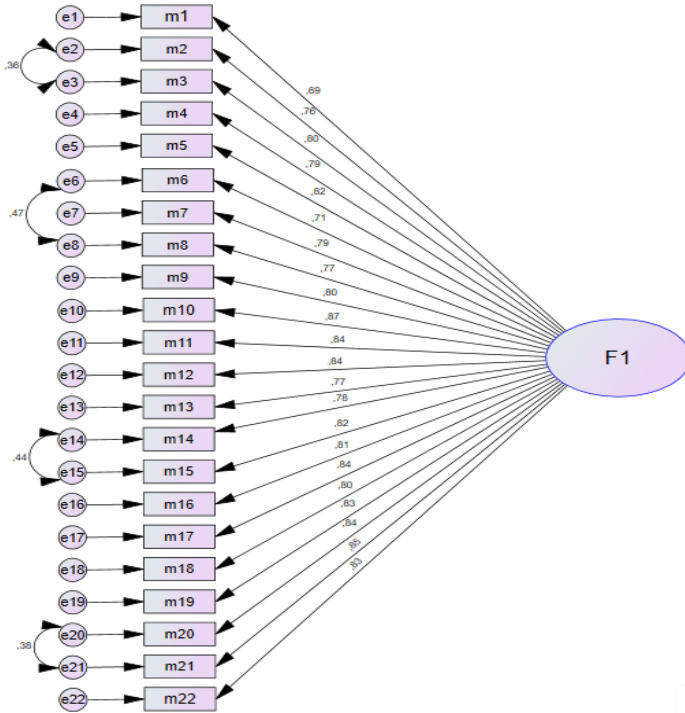 e1 m1
e2 m2
,36
e3 m3
e4 m4
e5 m5
e6 m6
,47
e7 m7
e8 m8
e9 m9
e10 m10
e11 m11
e12 m12
e13 m13
e14 m14
,44
e15 m15
e16 m16
e17 m17
e18 m18
e19 m19
e20 m20
,38
e21 m21
e22 m22
,69
,76
,80
,79
,82
,71
,79
,77
,80
,87
,84
,84
,77
,78
,82
,81
,84
,80
,83
,84
,85
,83
F1